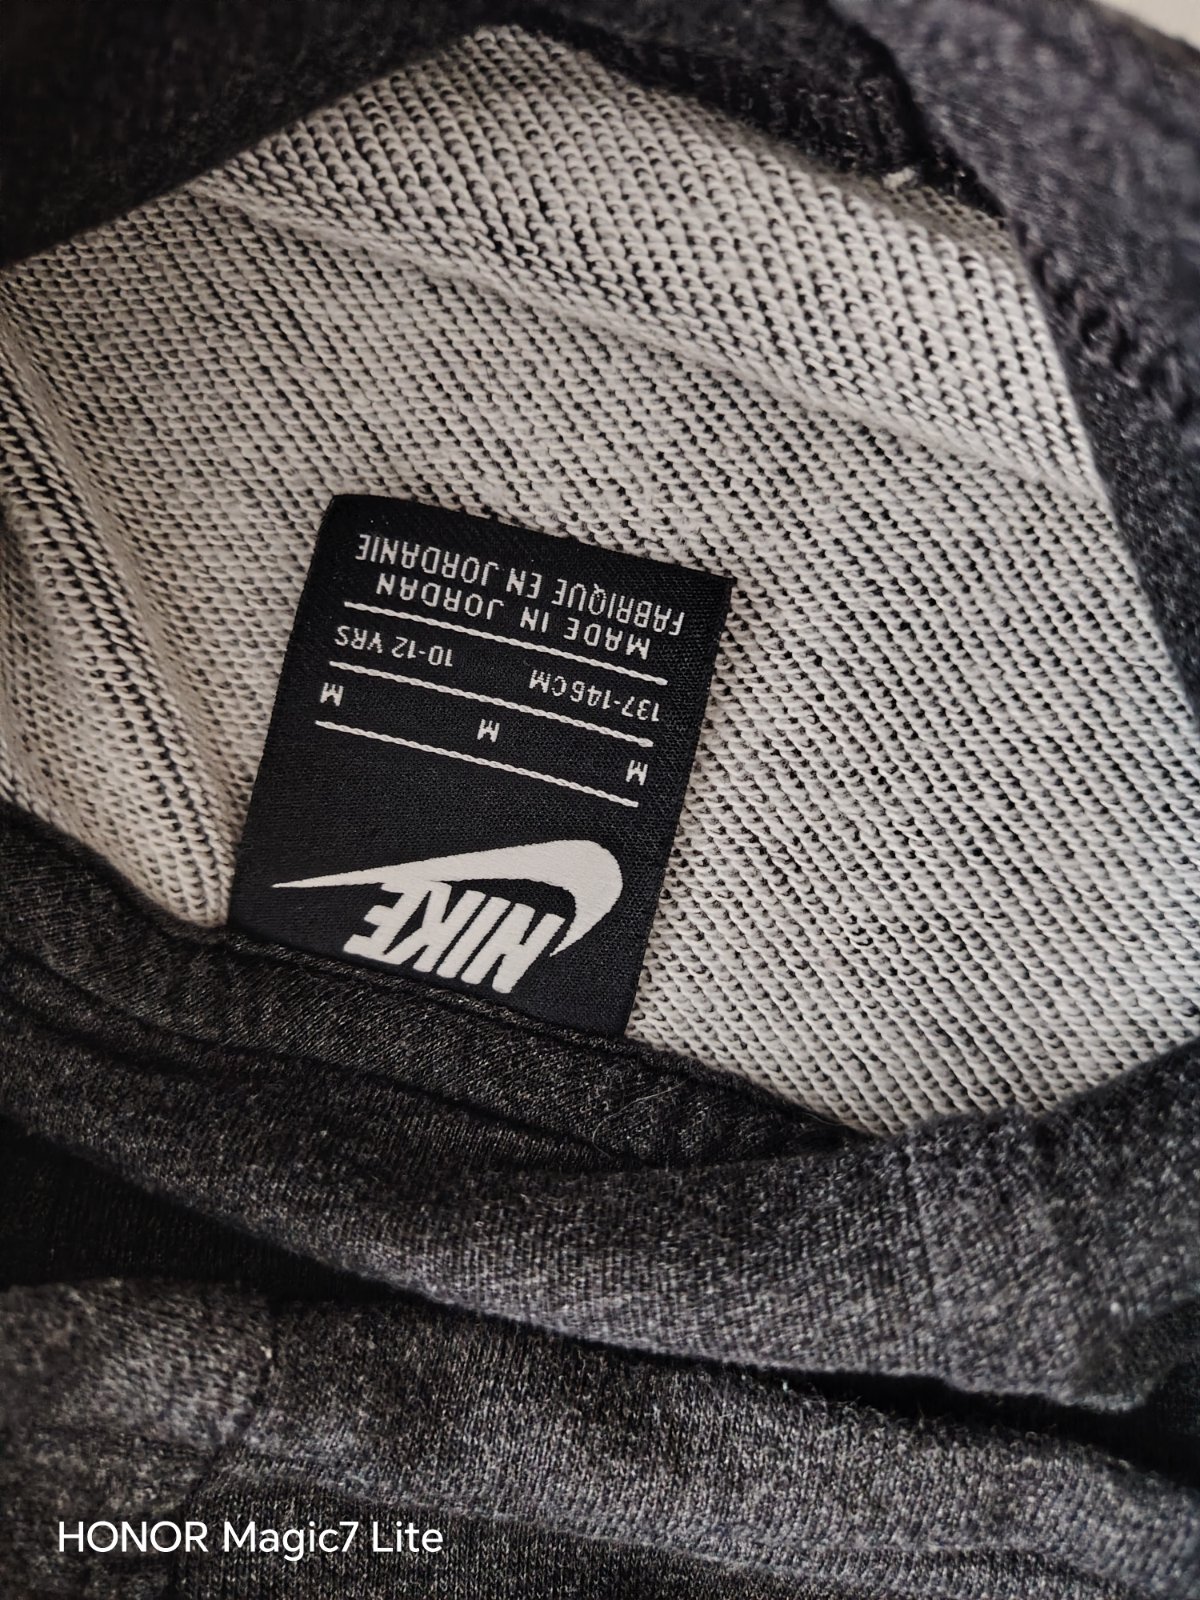 NIKE
M M M
137-146CM 10-12 YRS
MADE IN JORDAN
FABRIQUE EN JORDANIE
HONOR Magic7 Lite